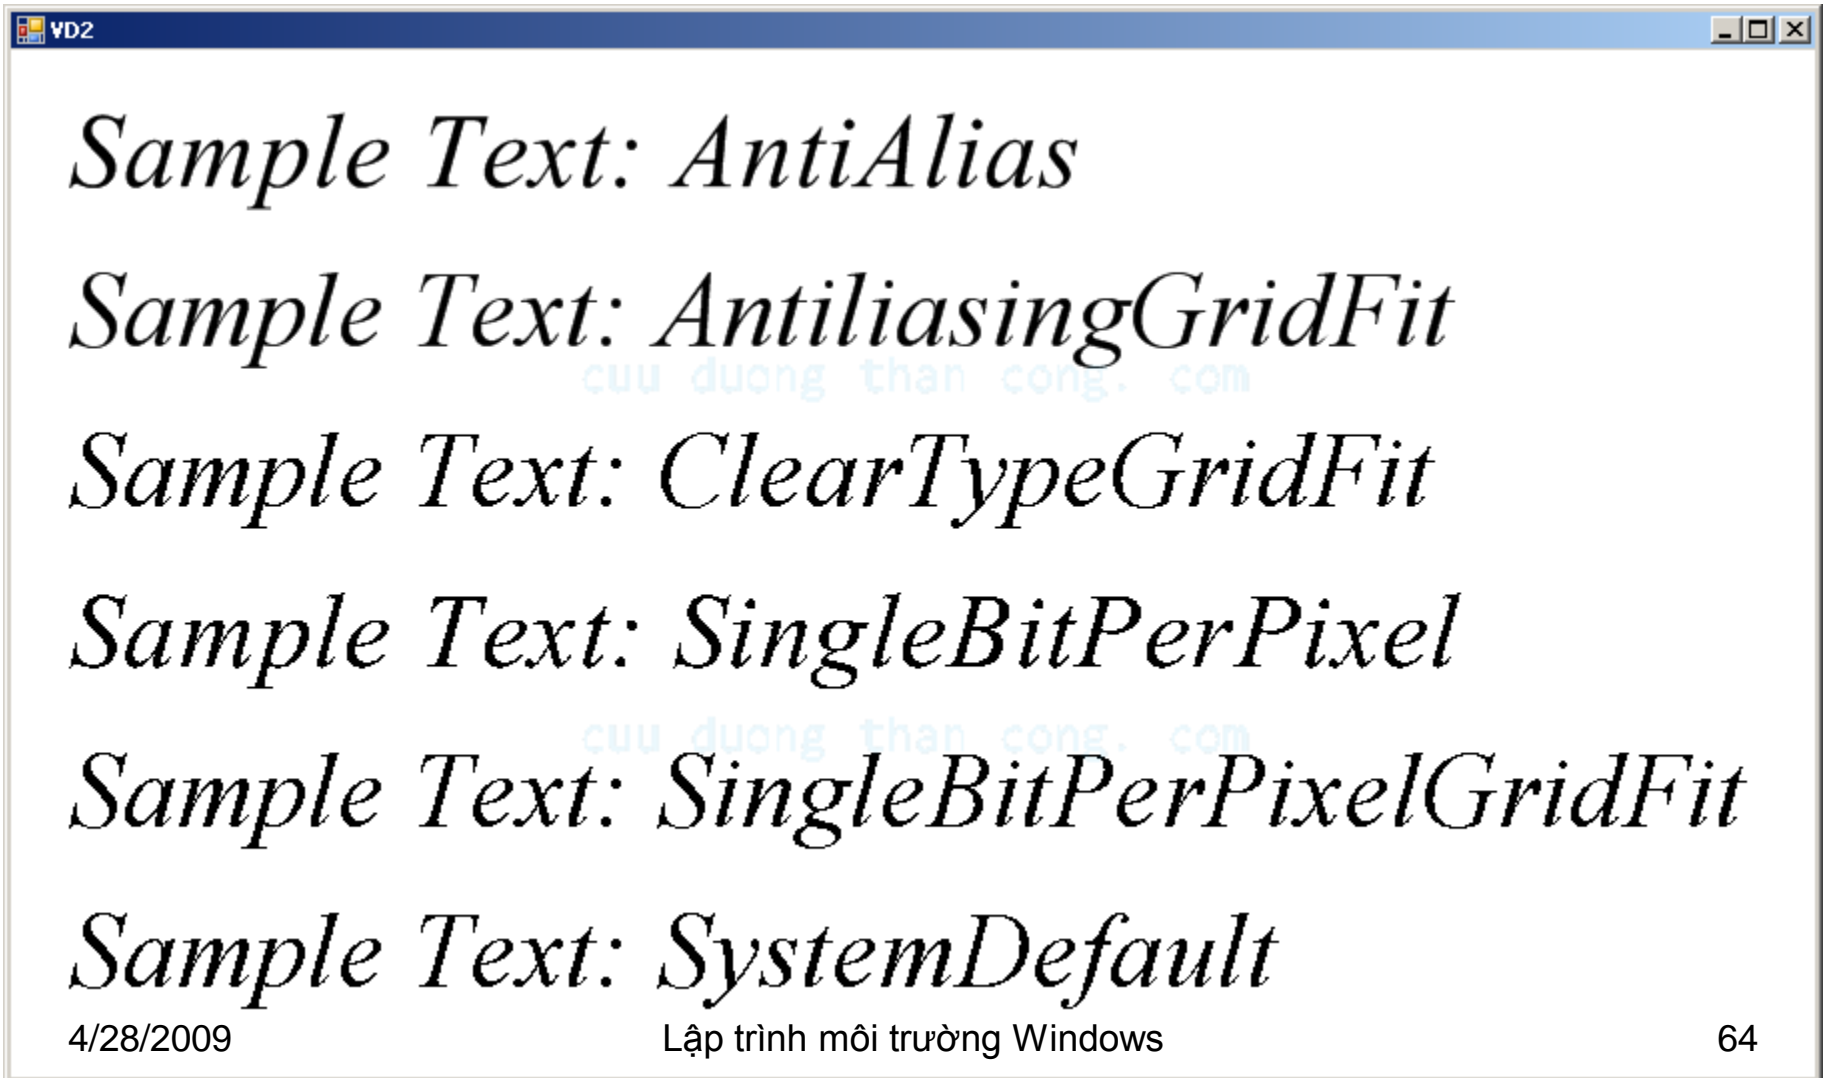 VD2
Sample Text: AntiAlias
Sample Text: AntiliasingGridFit
cuu duong than cong. com
Sample Text: ClearTypeGridFit
Sample Text: SingleBitPerPixel
cuu duong than cong. com
Sample Text: SingleBitPerPixelGridFit
Sample Text: SystemDefault
4/28/2009 Lập trình môi trường Windows 64